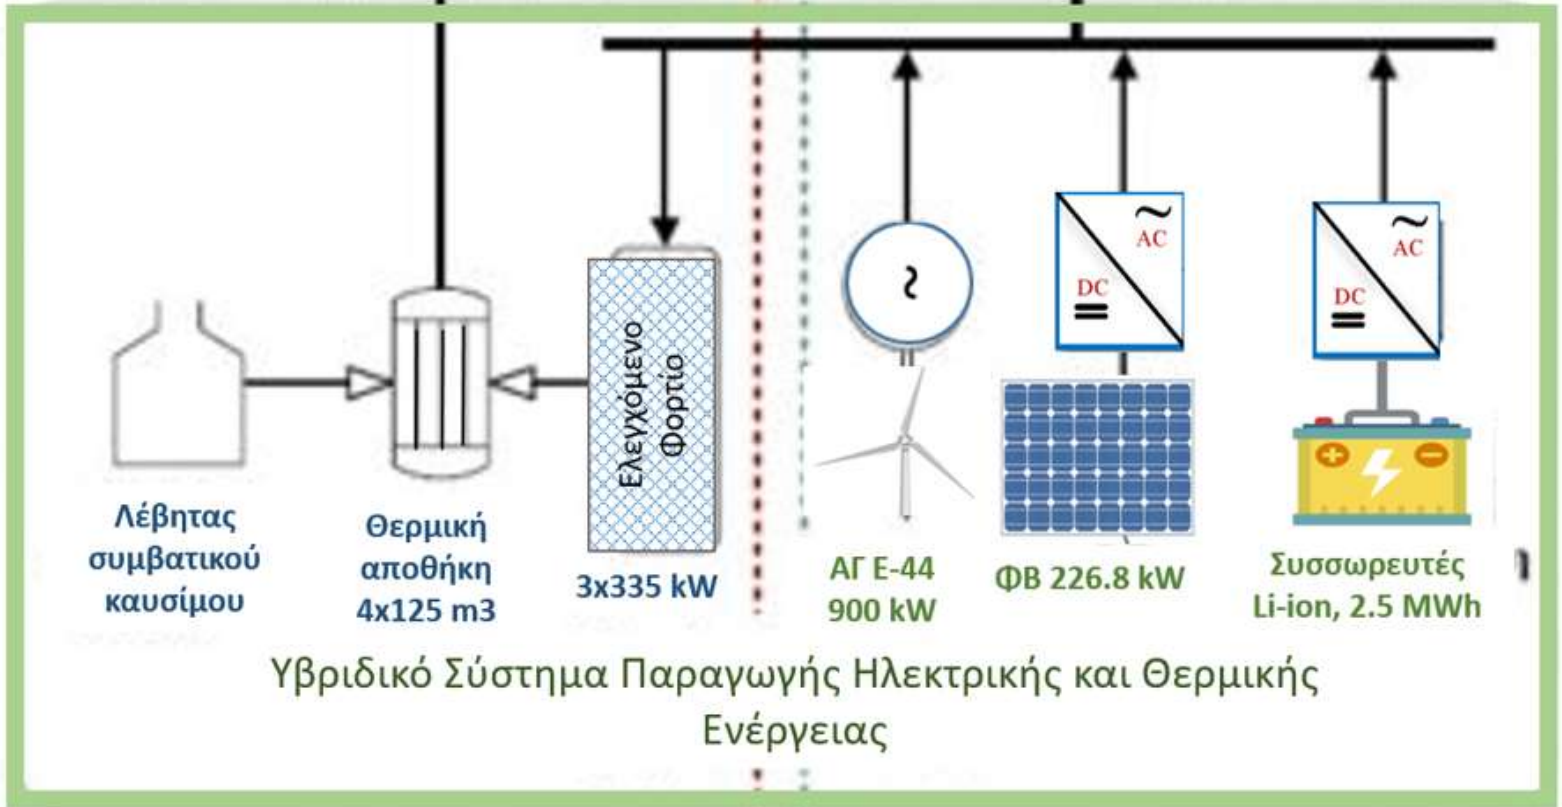 AC
AC
DC
DC
Ελεγχόμενο
Φορτίο
Λέβητας
συμβατικού
καυσίμου
Θερμική
αποθήκη
4x125 m3
3x335 kW
ΑΓ E-44
900 kW
ΦΒ 226.8 kW
Συσσωρευτές
Li-ion, 2.5 MWh
Υβριδικό Σύστημα Παραγωγής Ηλεκτρικής και Θερμικής
Ενέργειας